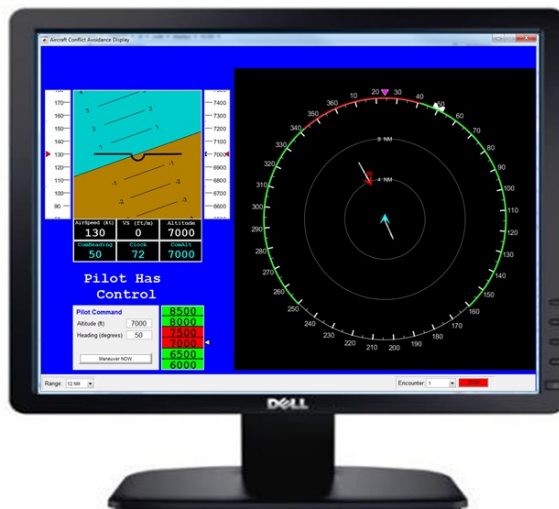 Aircraft Conflict Avoidance Display
170
160
150
140
130
120
110
100
90
80
7400
7300
7200
7100
7000
6900
6800
6700
6600
AirSpeed (kt) VS (ft/m) Altitude
130 0 7000
ComHeading Clock ComAlt
50 72 7000
Pilot Has
Control
Pilot Command
Altitude (ft) 7000
Heading (degrees) 50
Maneuver NOW
8500
8000
7500
7000
6500
6000
10 20 30 40 50 60 70 80 90 100 110 120 130 140 150 160 170 180 190 200 210 220 230 240 250 260 270 280 290 300 310 320 330 340 350 360
8 NM
4 NM
Range: 12 NM
Encounter: 1
DELL